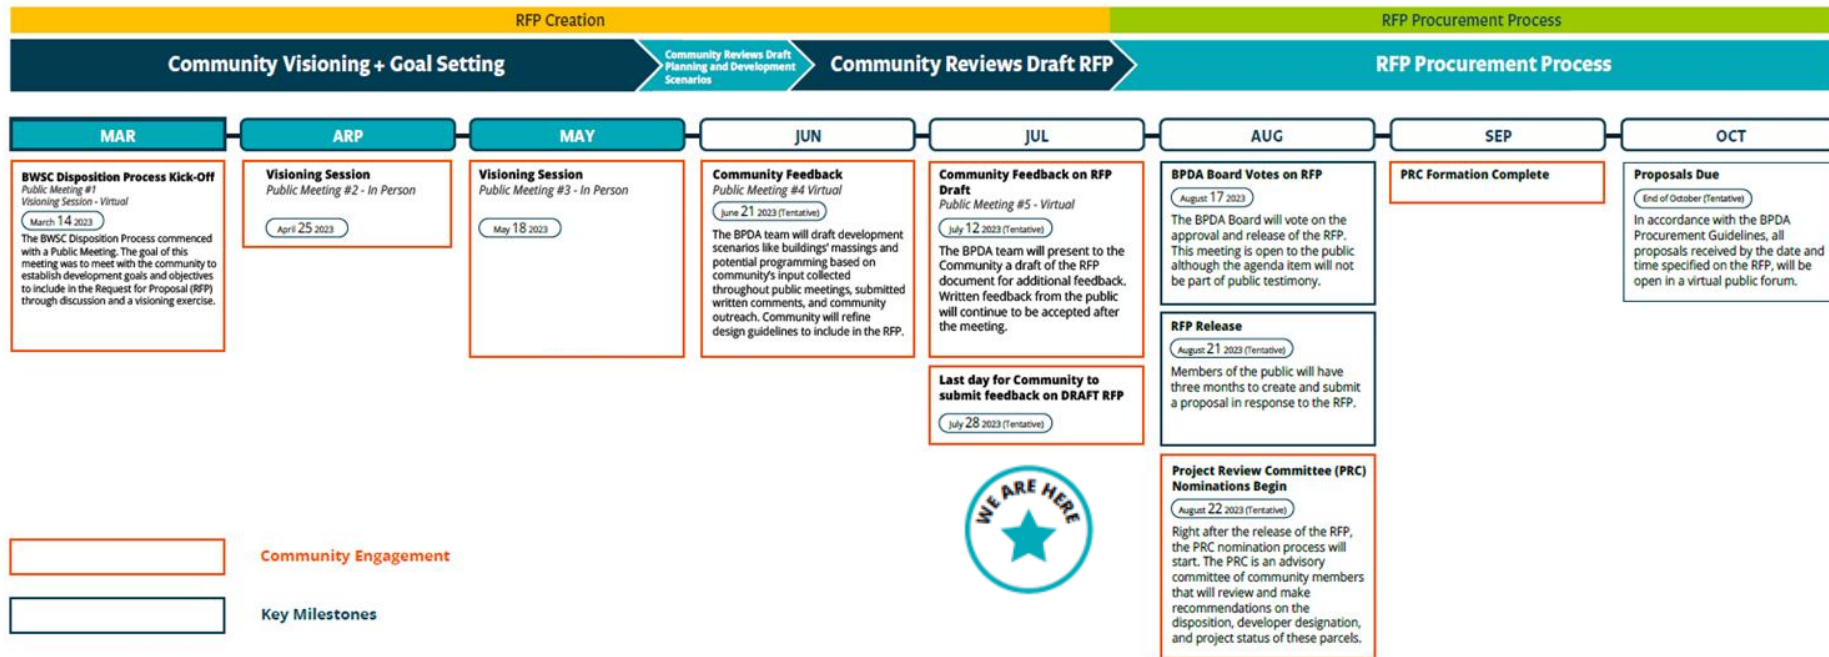 RFP Creation
RFP Procurement Process
Community Visioning + Goal Setting
Community Reviews Draft
Planning and Development
Scenarios
Community Reviews Draft RFP
RFP Procurement Process
MAR
ARP
MAY
JUN
JUL
AUG
SEP
OCT
BWSC Disposition Process Kick-Off
Public Meeting #1
Visioning Session - Virtual
March 14 2023
The BWSC Disposition Process commenced
with a Public Meeting. The goal of this
meeting was to meet with the community to
establish development goals and objectives
to include in the Request for Proposal (RFP)
through discussion and a visioning exercise.
Visioning Session
Public Meeting #2 - In Person
April 25 2023
Visioning Session
Public Meeting #3 - In Person
May 18 2023
Community Feedback
Public Meeting #4 Virtual
June 21 2023 (Tentative)
The BPDA team will draft development
scenarios like buildings' massings and
potential programming based on
community's input collected
throughout public meetings, submitted
written comments, and community
outreach. Community will refine
design guidelines to include in the RFP.
Community Feedback on RFP
Draft
Public Meeting #5 - Virtual
July 12 2023 (Tentative)
The BPDA team will present to the
Community a draft of the RFP
document for additional feedback.
Written feedback from the public
will continue to be accepted after
the meeting.
Last day for Community to
submit feedback on DRAFT RFP
July 28 2023 (Tentative)
WE ARE HERE
BPDA Board Votes on RFP
August 17 2023
The BPDA Board will vote on the
approval and release of the RFP.
This meeting is open to the public
although the agenda item will not
be part of public testimony.
RFP Release
August 21 2023 (Tentative)
Members of the public will have
three months to create and submit
a proposal in response to the RFP.
Project Review Committee (PRC)
Nominations Begin
August 22 2023 (Tentative)
Right after the release of the RFP,
the PRC nomination process will
start. The PRC is an advisory
committee of community members
that will review and make
recommendations on the
disposition, developer designation,
and project status of these parcels.
PRC Formation Complete
Proposals Due
End of October (Tentative)
In accordance with the BPDA
Procurement Guidelines, all
proposals received by the date and
time specified on the RFP, will be
open in a virtual public forum.
Community Engagement
Key Milestones